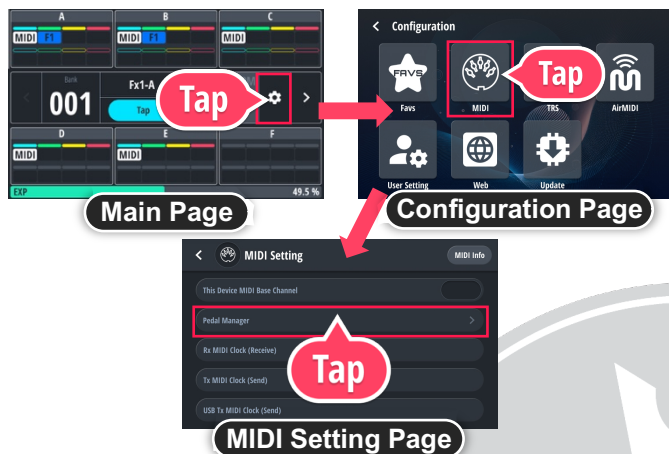 A B C
MIDI F1 MIDI F1 MIDI
Bank
001
Fx1-A
Tap
Tap
D E F
MIDI MIDI
EXP 49.5 %
Main Page
Configuration
FAVS
Tap
Favs MIDI TRS AirMIDI
User Setting Web Update
Configuration Page
MIDI Setting MIDI Info
This Device MIDI Base Channel
Pedal Manager
Rx MIDI Clock (Receive)
Tap
Tx MIDI Clock (Send)
USB Tx MIDI Clock (Send)
MIDI Setting Page